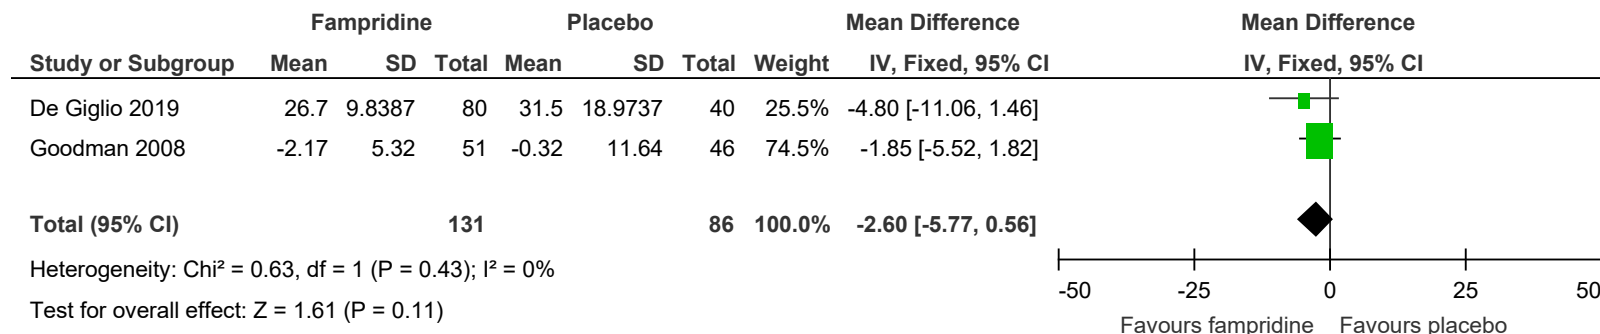 Fampridine Placebo Mean Difference Mean Difference
Study or Subgroup Mean SD Total Mean SD Total Weight IV, Fixed, 95% CI IV, Fixed, 95% CI
De Giglio 2019 26.7 9.8387 80 31.5 18.9737 40 25.5% -4.80 [-11.06, 1.46]
Goodman 2008 -2.17 5.32 51 -0.32 11.64 46 74.5% -1.85 [-5.52, 1.82]
Total (95% CI) 131 86 100.0% -2.60 [-5.77, 0.56]
Heterogeneity: Chi² = 0.63, df = 1 (P = 0.43); I² = 0%
Test for overall effect: Z = 1.61 (P = 0.11)
-50 -25 0 25 50
Favours fampridine Favours placebo